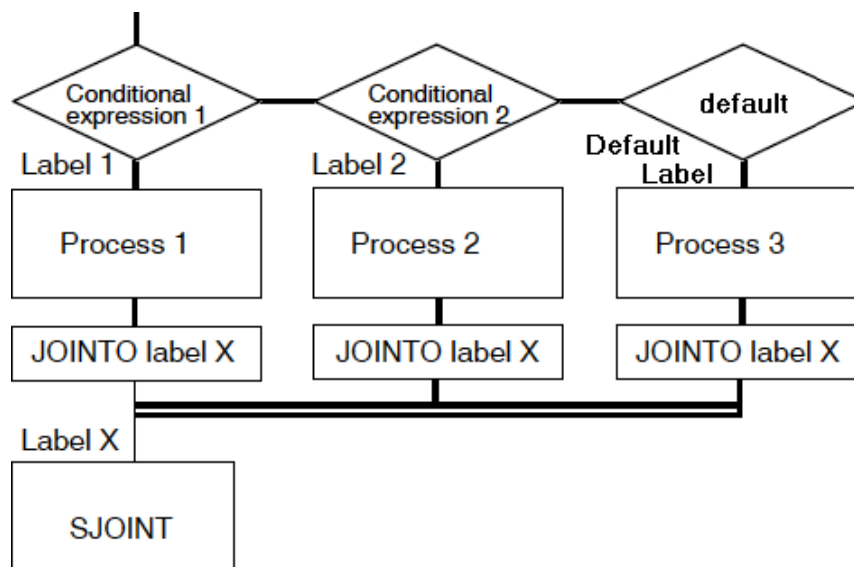 Conditional
expression 1
Conditional
expression 2
default
Label 1
Label 2
Default
Label
Process 1
Process 2
Process 3
JOINTO label X
JOINTO label X
JOINTO label X
Label X
SJOINT